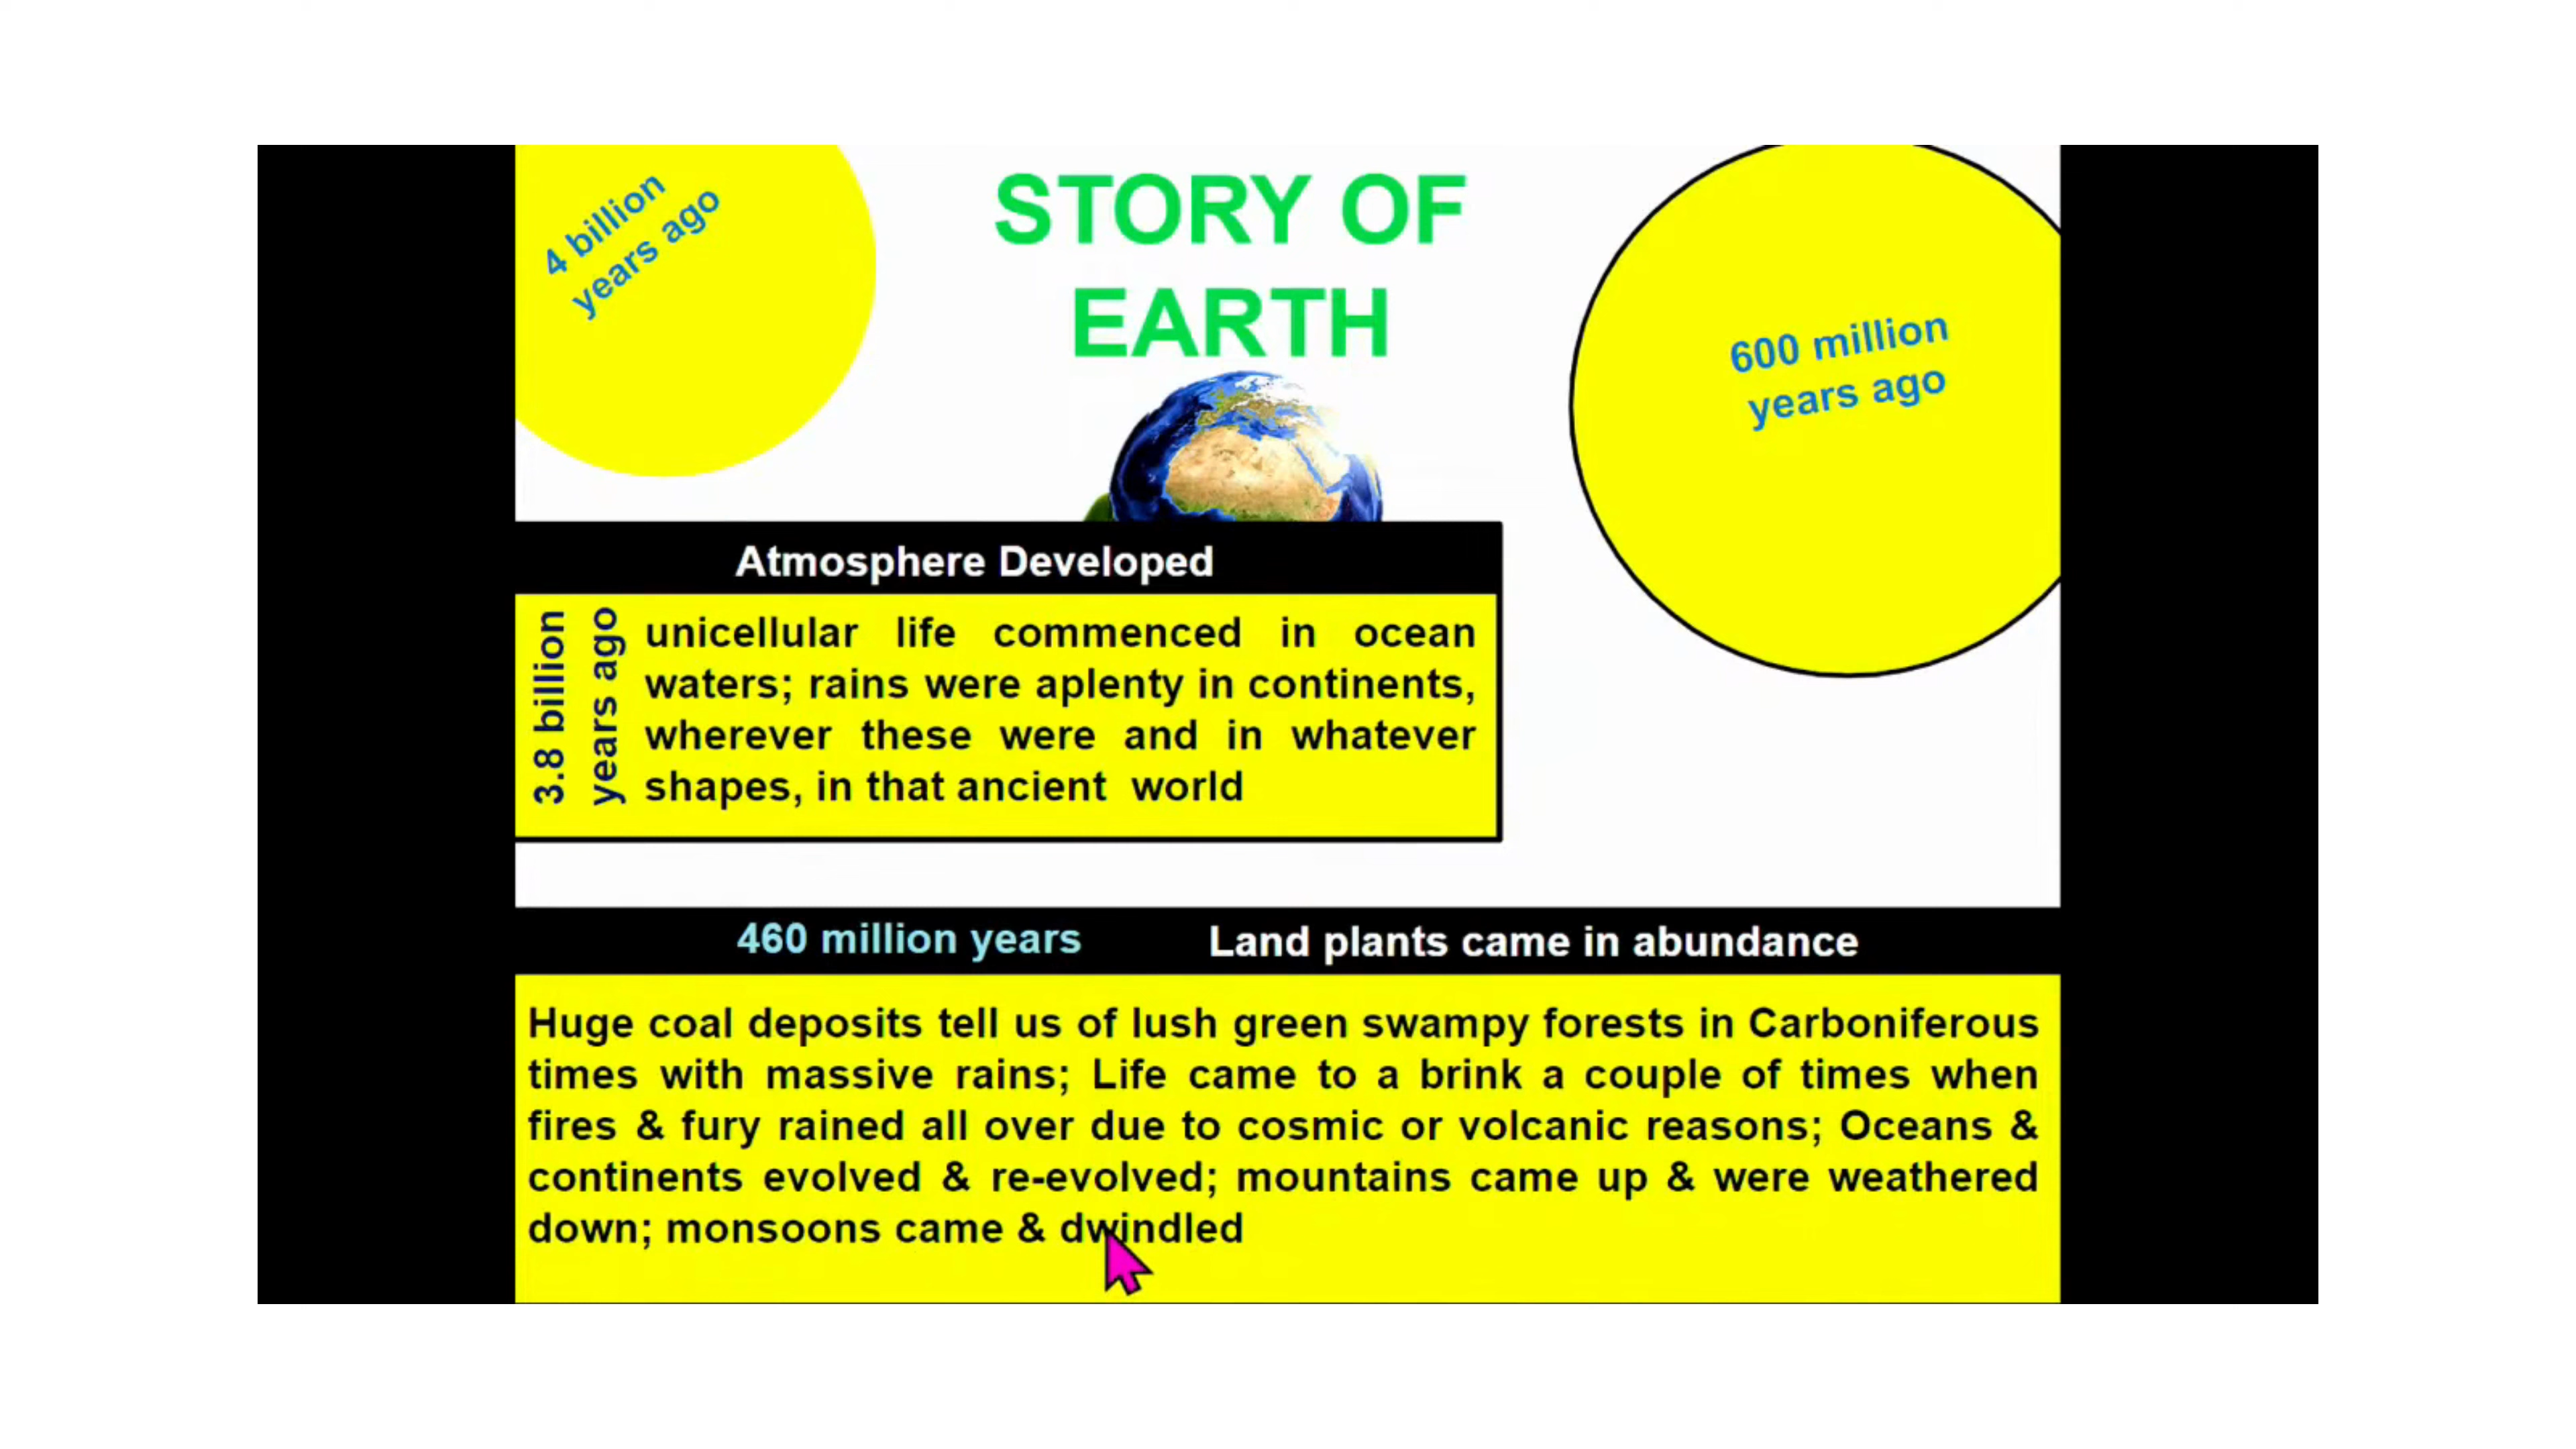 4 billion
years ago
STORY OF
EARTH
600 million
years ago
Atmosphere Developed
3.8 billion
years ago
unicellular life commenced in ocean
waters; rains were aplenty in continents,
wherever these were and in whatever
shapes, in that ancient world
460 million years
Land plants came in abundance
Huge coal deposits tell us of lush green swampy forests in Carboniferous
times with massive rains; Life came to a brink a couple of times when
fires & fury rained all over due to cosmic or volcanic reasons; Oceans &
continents evolved & re-evolved; mountains came up & were weathered
down; monsoons came & dwindled